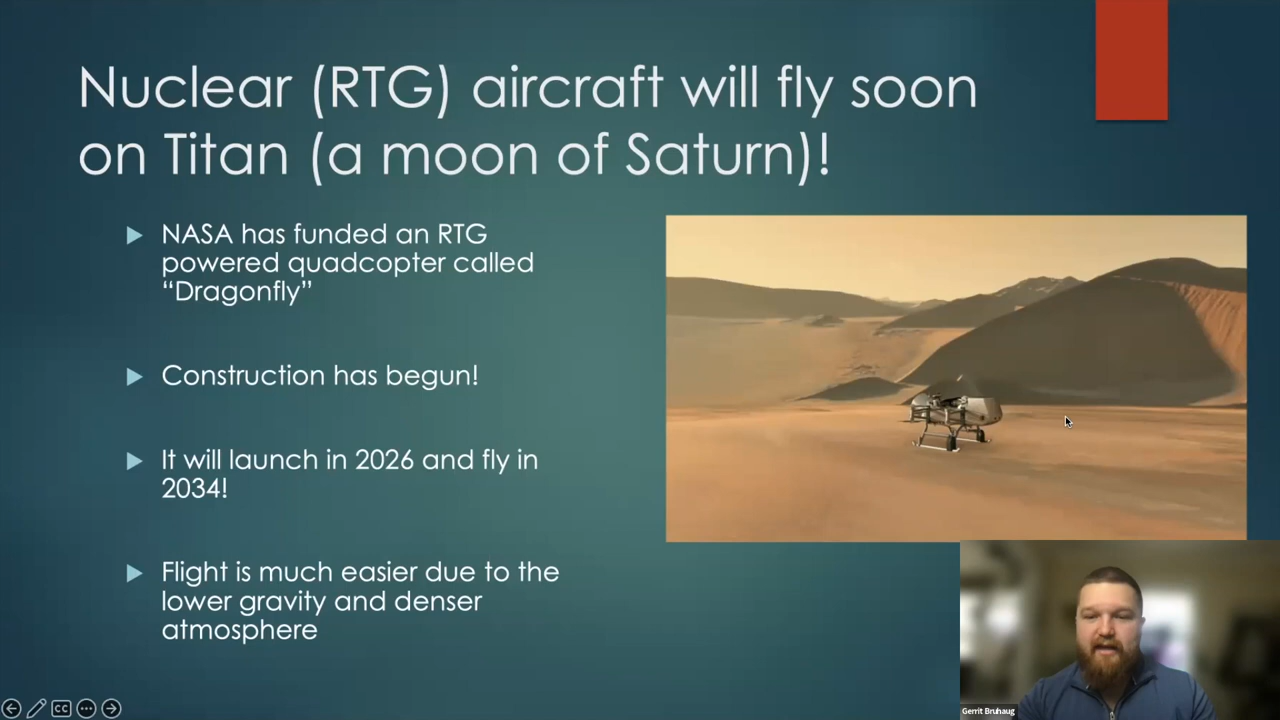 Nuclear (RTG) aircraft will fly soon
on Titan (a moon of Saturn)!
NASA has funded an RTG
powered quadcopter called
“Dragonfly”
Construction has begun!
It will launch in 2026 and fly in
2034!
Flight is much easier due to the
lower gravity and denser
atmosphere
CC
Gerrit Bruhaug